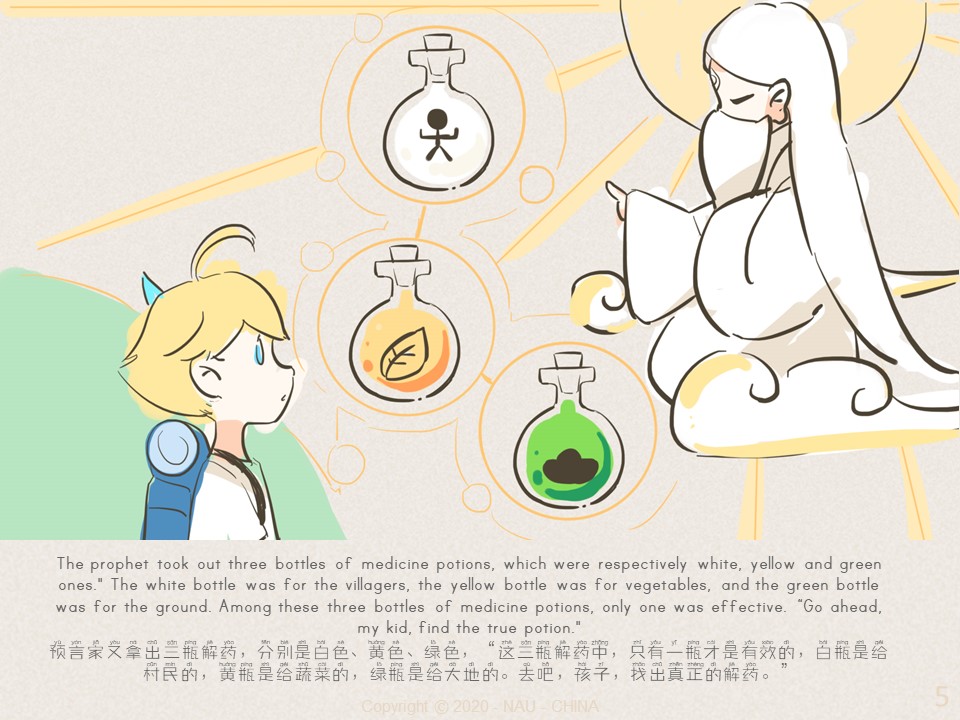 The prophet took out three bottles of medicine potions, which were respectively white, yellow and green
ones." The white bottle was for the villagers, the yellow bottle was for vegetables, and the green bottle
was for the ground. Among these three bottles of medicine potions, only one was effective. “Go ahead,
my kid, find the true potion."
预言家又拿出三瓶解药，分别是白色、黄色、绿色，“这三瓶解药中，只有一瓶才是有效的，白瓶是给
村民的，黄瓶是给蔬菜的，绿瓶是给大地的。去吧，孩子，找出真正的解药。”
Copyright © 2020 - NAU - CHINA
5